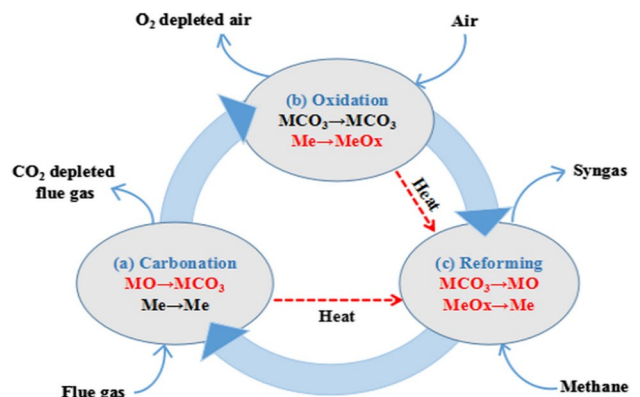 O₂ depleted air
Air
(b) Oxidation
MCO₃→MCO₃
Me→MeOx
CO₂ depleted
flue gas
Heat
Syngas
(a) Carbonation
MO→MCO₃
Me→Me
Heat
(c) Reforming
MCO₃→MO
MeOx→Me
Flue gas
Methane